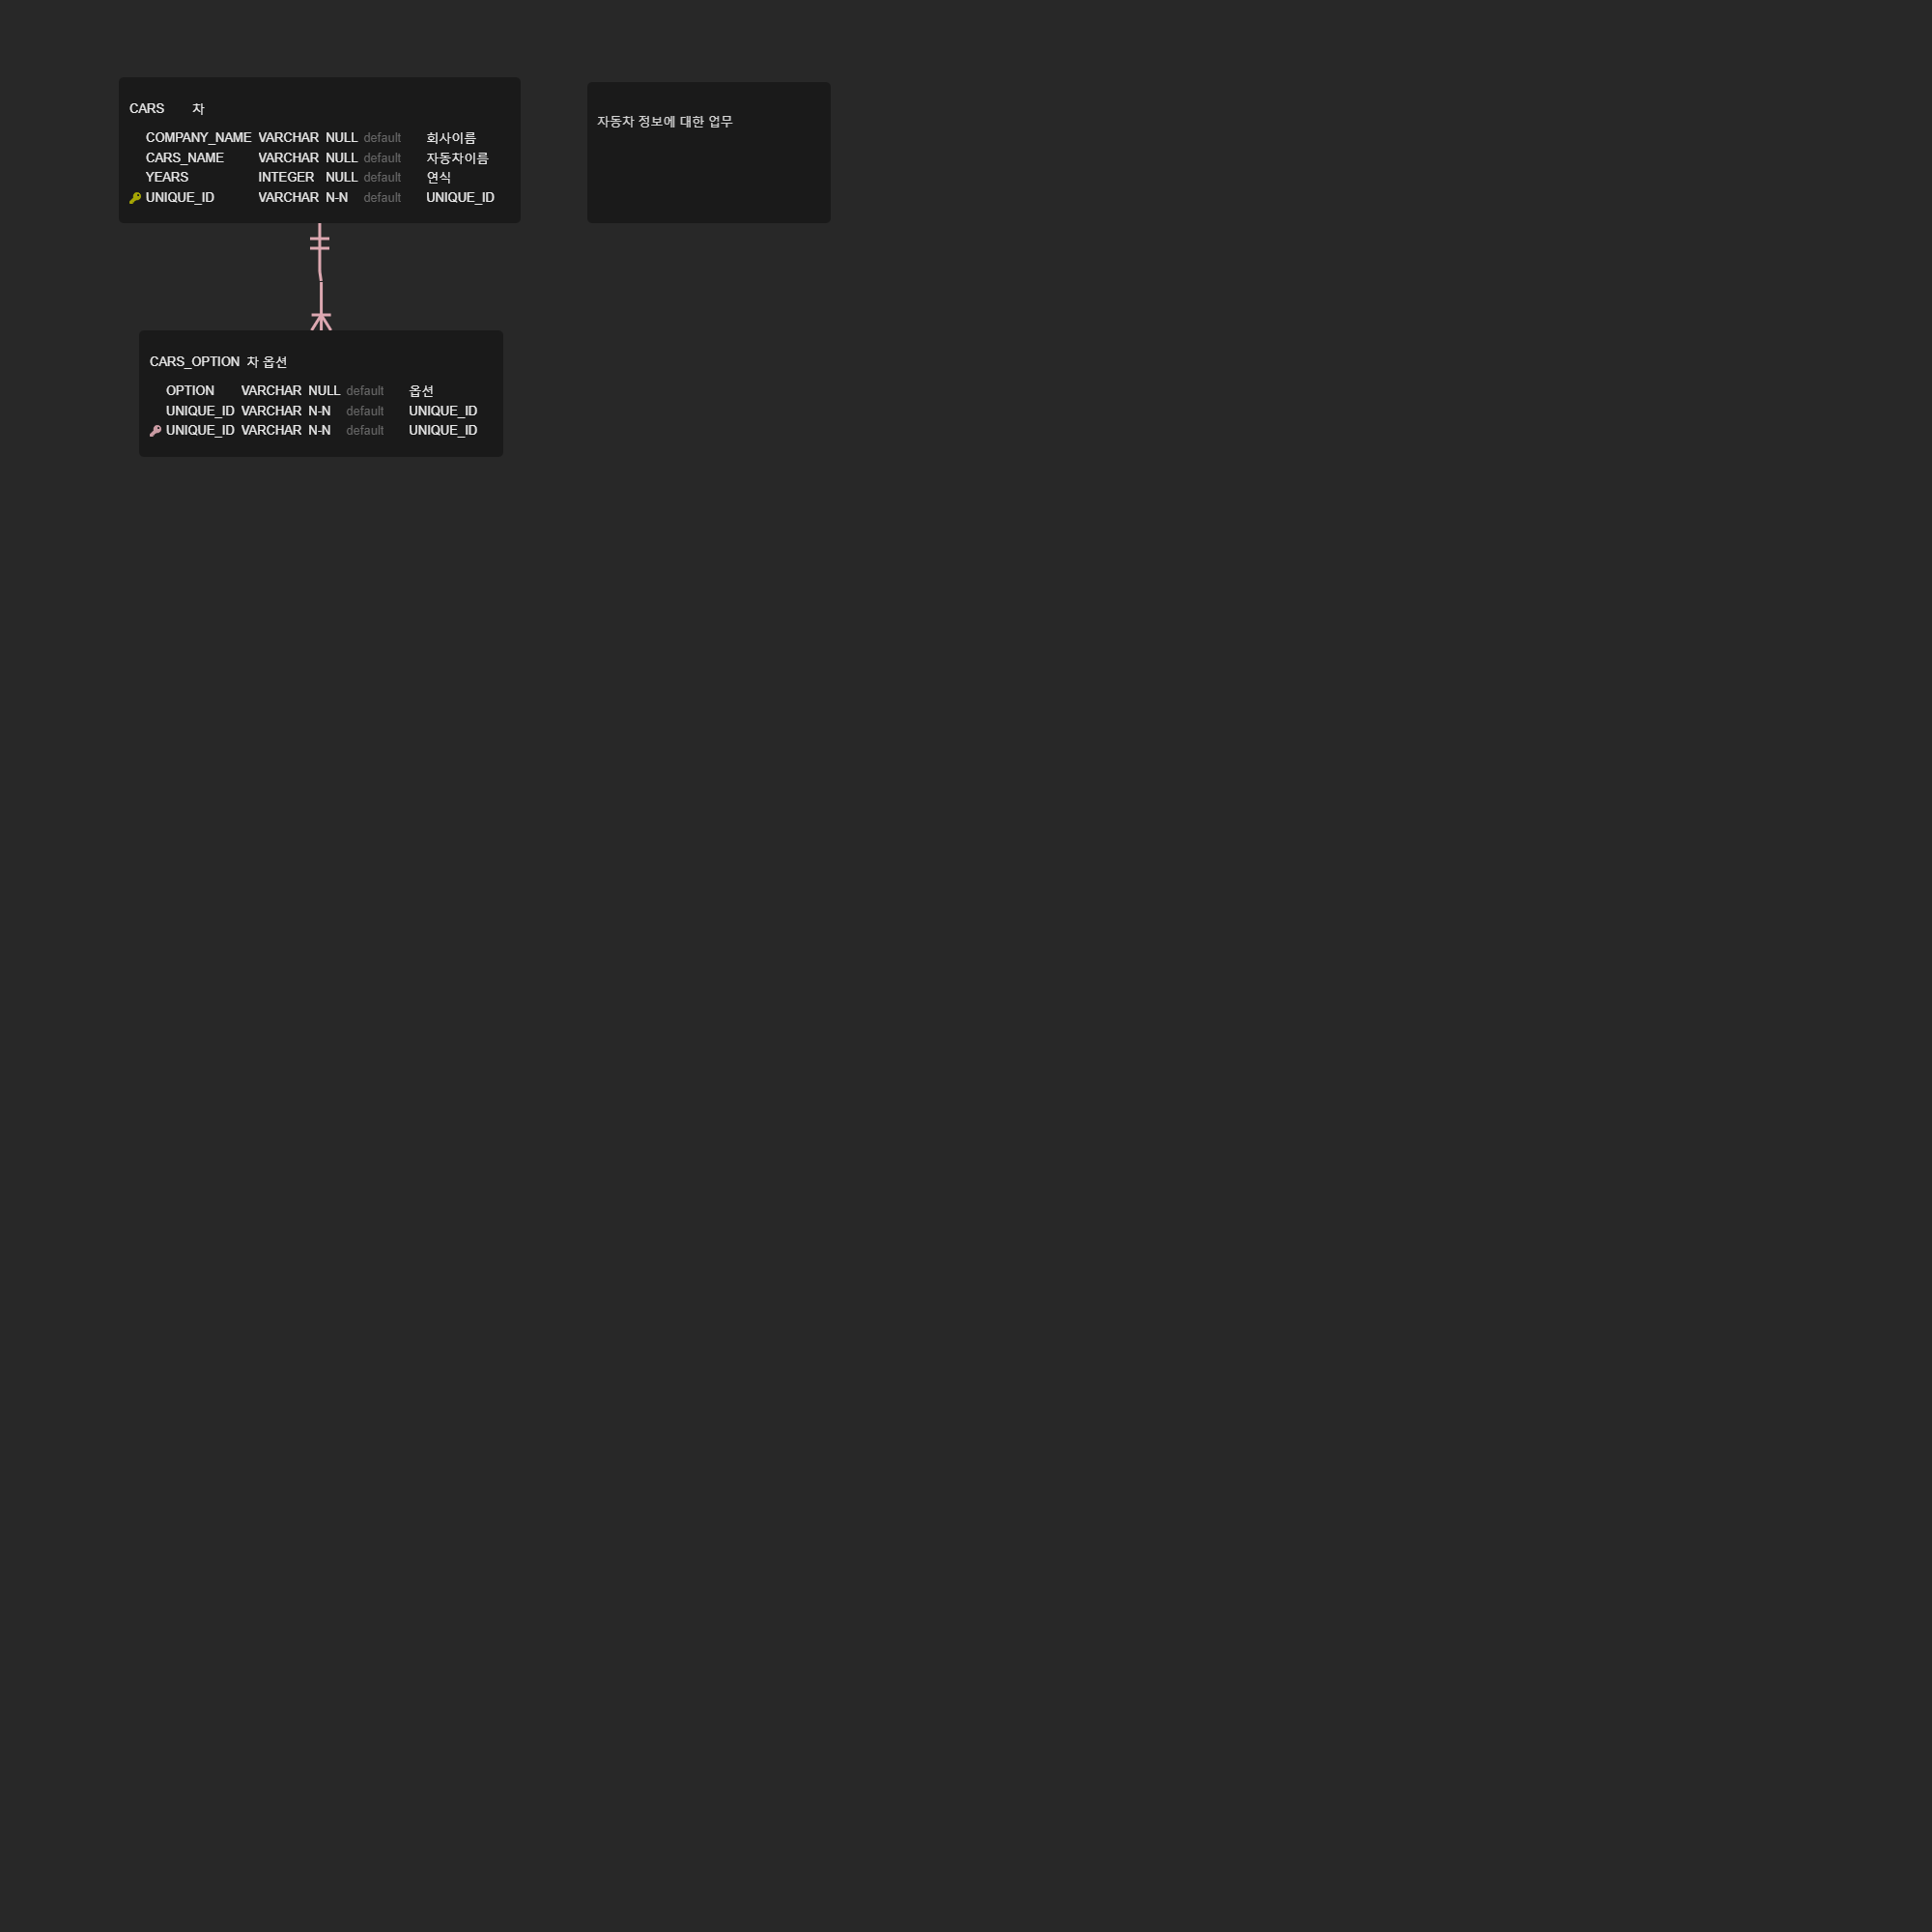 CARS 차
COMPANY_NAME VARCHAR NULL default 회사이름
CARS_NAME VARCHAR NULL default 자동차이름
YEARS INTEGER NULL default 연식
UNIQUE_ID VARCHAR N-N default UNIQUE_ID
자동차 정보에 대한 업무
CARS_OPTION 차 옵션
OPTION VARCHAR NULL default 옵션
UNIQUE_ID VARCHAR N-N default UNIQUE_ID
UNIQUE_ID VARCHAR N-N default UNIQUE_ID